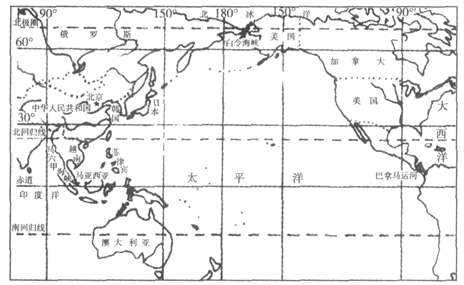 90° 150° 180° 150° 90°
北极圈
北 冰 洋
俄 罗 斯
白令海峡
美 国
60° 60°
加 拿 大
北京
中华人民共和国
韩国
日本
美 国
大西洋
30° 30°
北回归线
越南
马六甲海峡
菲律宾
赤道
马亚西亚
太 平 洋
巴拿马运河
印 度 洋
南回归线
澳 大 利 亚